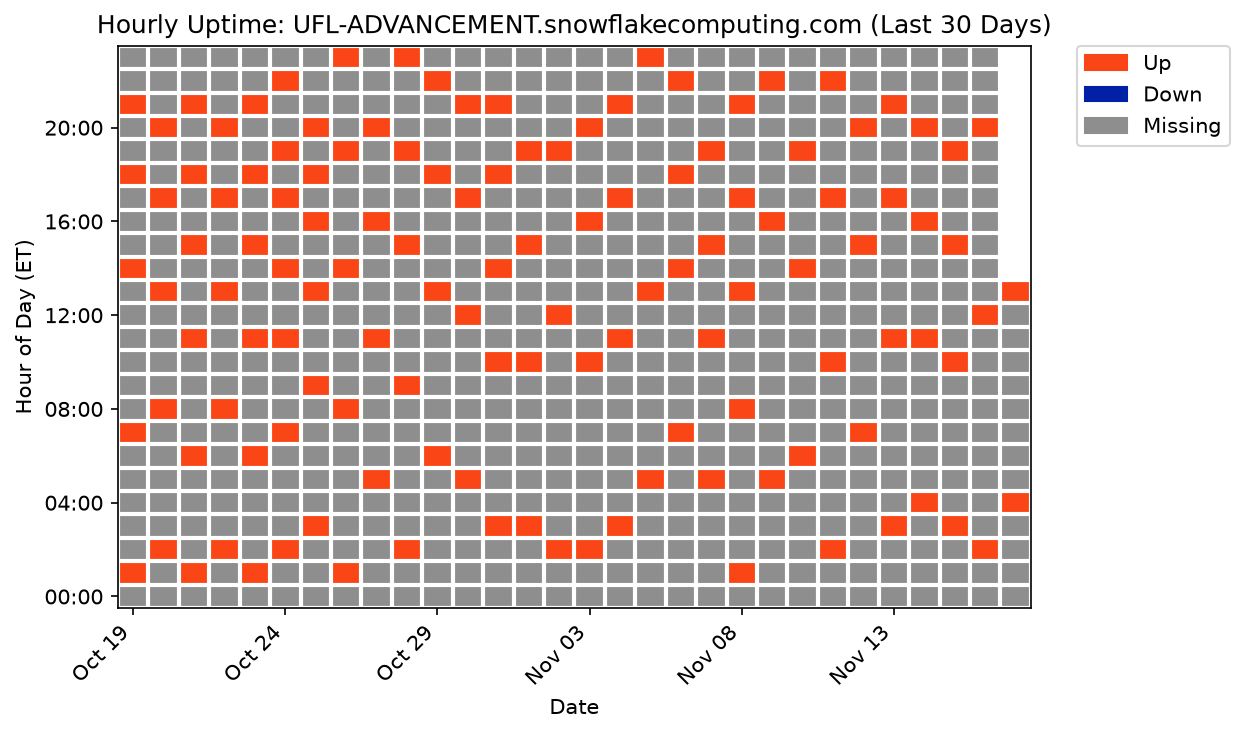 Hourly Uptime: UFL-ADVANCEMENT.snowflakecomputing.com (Last 30 Days)
Up
Down
Missing
Hour of Day (ET)
20:00
16:00
12:00
08:00
04:00
00:00
Oct 19
Oct 24
Oct 29
Nov 03
Nov 08
Nov 13
Date